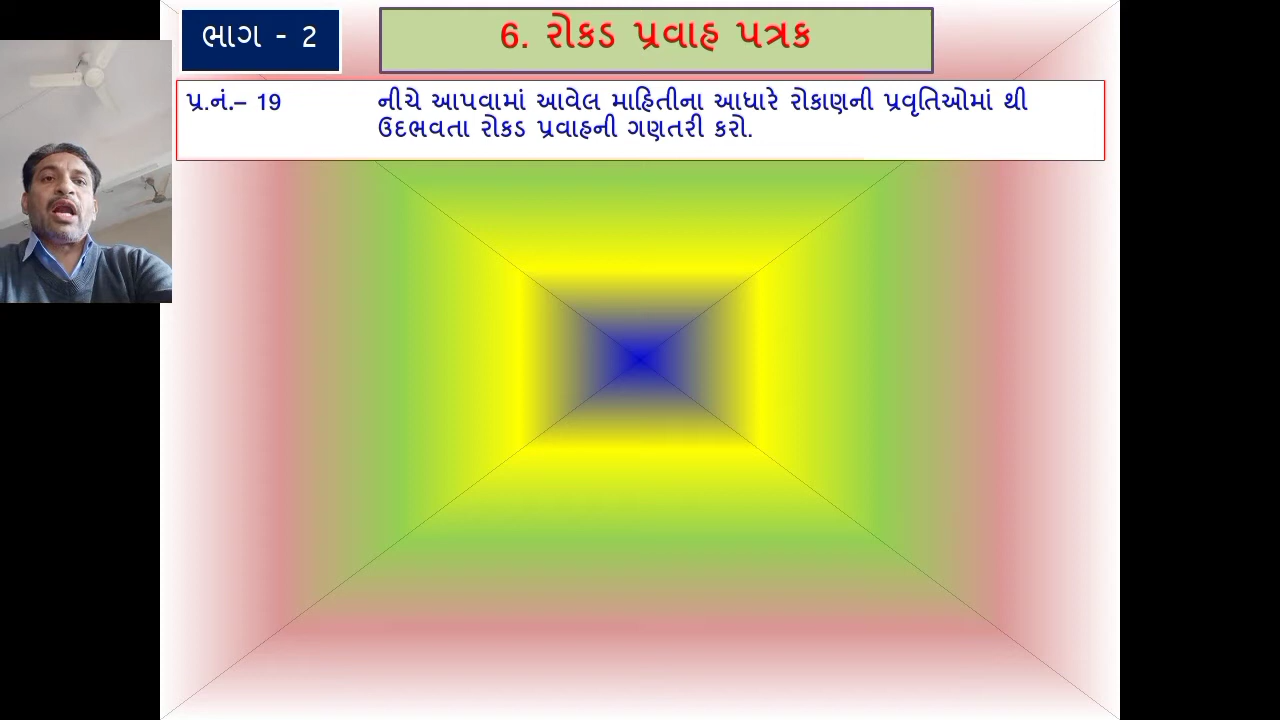 ભાગ - 2
6. રોકડ પ્રવાહ પત્રક
પ્ર.નં.– 19 નીચે આપવામાં આવેલ માહિતીના આધારે રોકાણની પ્રવૃતિઓમાં થી
ઉદભવતા રોકડ પ્રવાહની ગણતરી કરો.